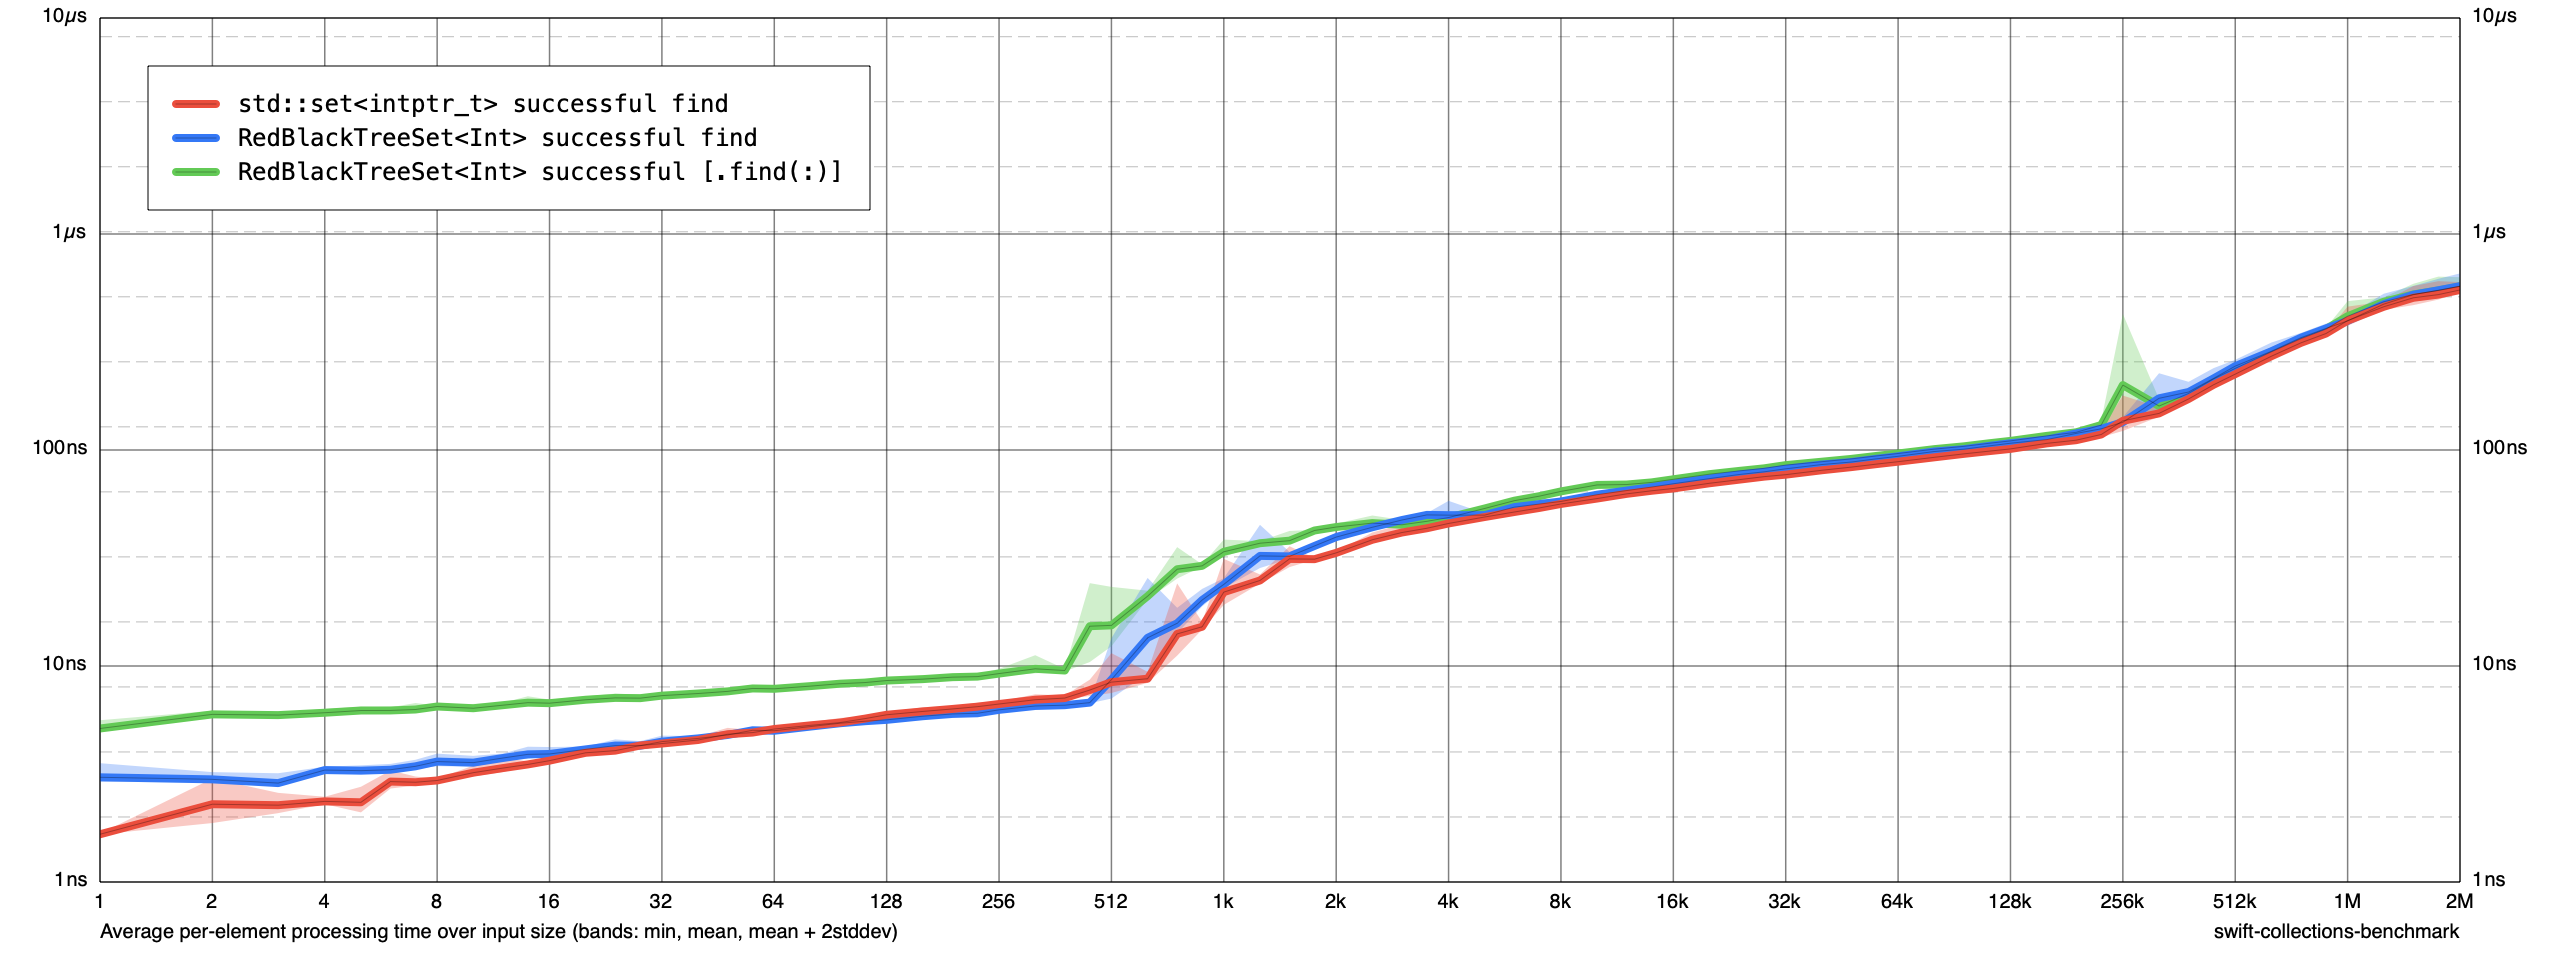 10µs 10µs
std::set<intptr_t> successful find
RedBlackTreeSet<Int> successful find
RedBlackTreeSet<Int> successful [.find(:)]
1µs 1µs
100ns 100ns
10ns 10ns
1ns 1ns
1 2 4 8 16 32 64 128 256 512 1k 2k 4k 8k 16k 32k 64k 128k 256k 512k 1M 2M
Average per-element processing time over input size (bands: min, mean, mean + 2stddev) swift-collections-benchmark